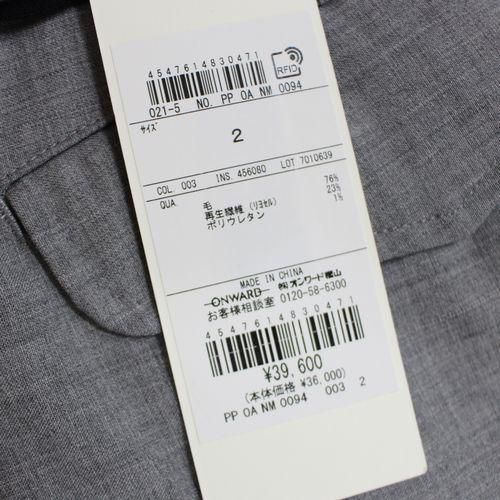 4547614830471
RFID
021-5 NO. PP 0A NM 0094
サイズ
2
COL. 003 INS. 456080 LOT 7010639
QUA. 毛 76%
再生繊維 (リヨセル) 23%
ポリウレタン 1%
MADE IN CHINA
ONWARD ㈱オンワード樫山
お客様相談室 0120-58-6300
4547614830471
¥39,600
(本体価格 ¥36,000)
PP 0A NM 0094 003 2